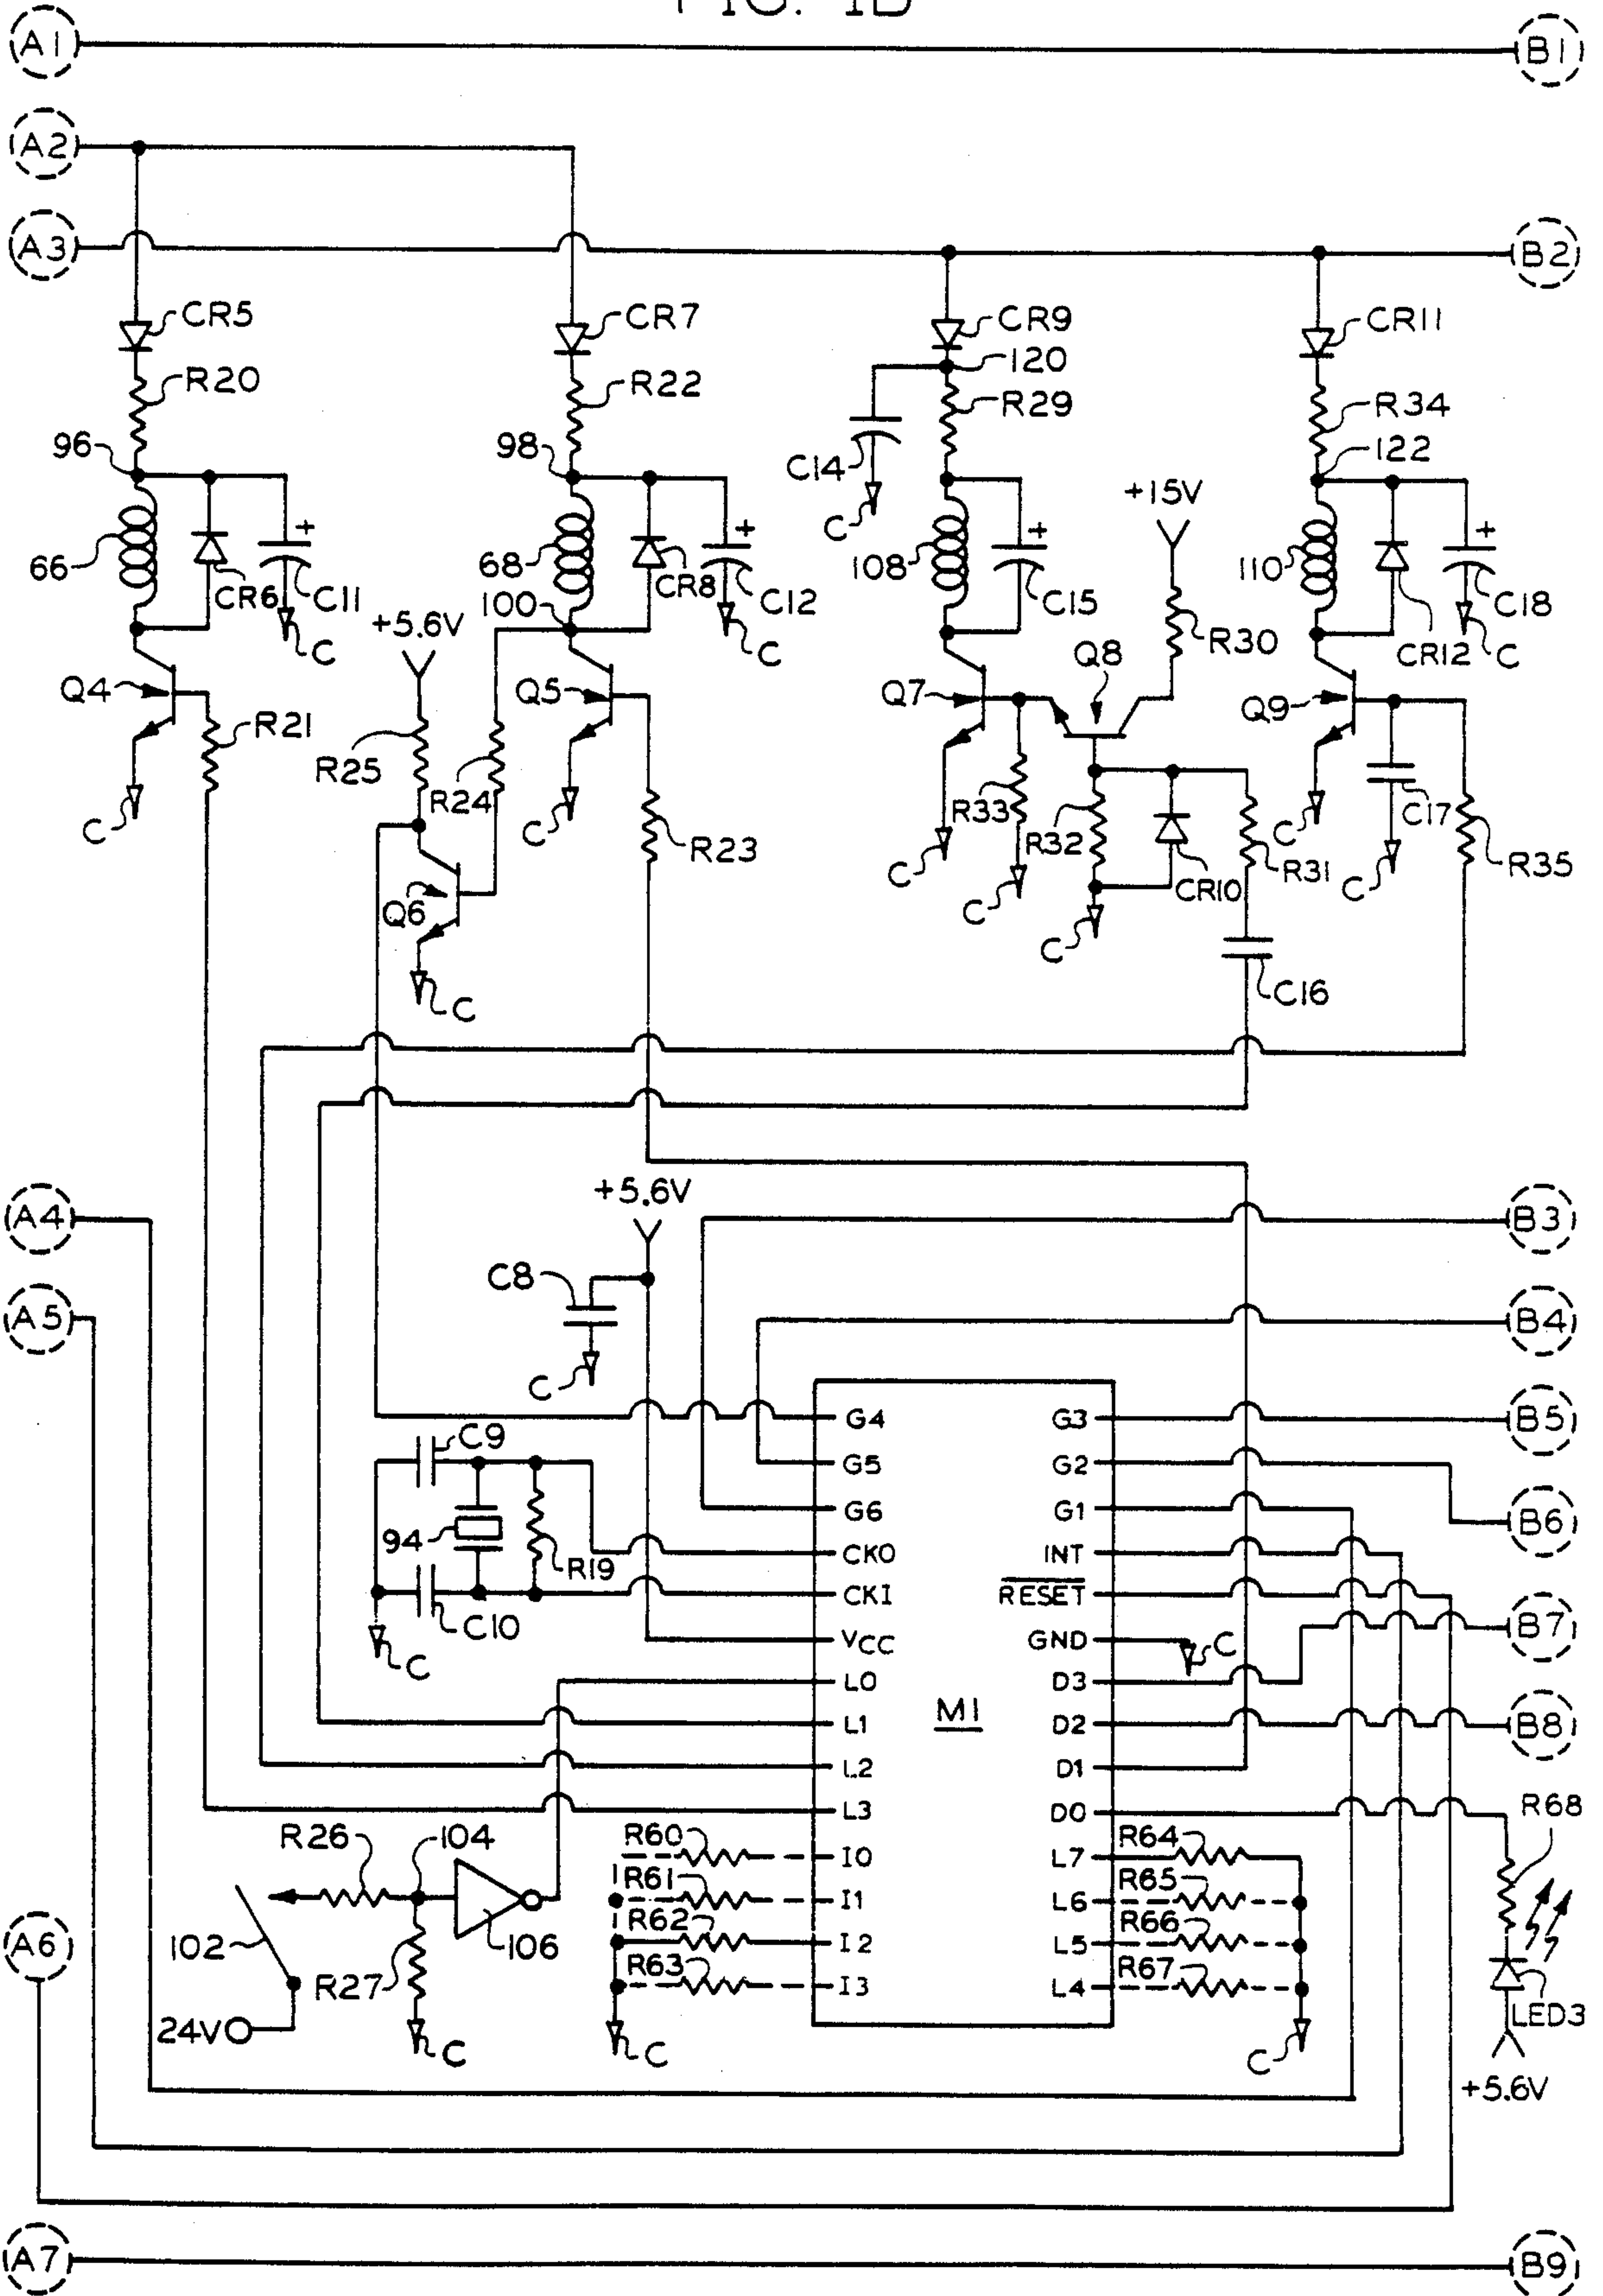 FIG. 4B
A1
B1
A2
A3
B2
CR5
CR7
CR9
CR11
120
R20
R22
R29
R34
96
98
C14
122
C
+15V
+
+
+
+
66
68
108
110
CR6
C11
CR8
C12
C15
CR12
C18
100
+5.6V
C
C
R30
C
Q4
Q5
Q7
Q8
Q9
R21
R25
R24
R33
R32
C17
C
C
R23
C
CR10
R31
C
C
R35
Q6
C
C
C
C16
A4
+5.6V
B3
C8
A5
B4
C
G4
G3
B5
C9
G5
G2
G6
G1
B6
94
R19
CKO
INT
CKI
RESET
C10
VCC
GND
C
B7
C
L0
D3
L1
M1
D2
B8
L2
D1
L3
D0
R68
R26
104
R60
I0
L7
R64
R61
I1
L6
R65
A6
102
106
R62
I2
L5
R66
R27
R63
I3
L4
R67
LED3
24V
C
C
C
+5.6V
A7
B9